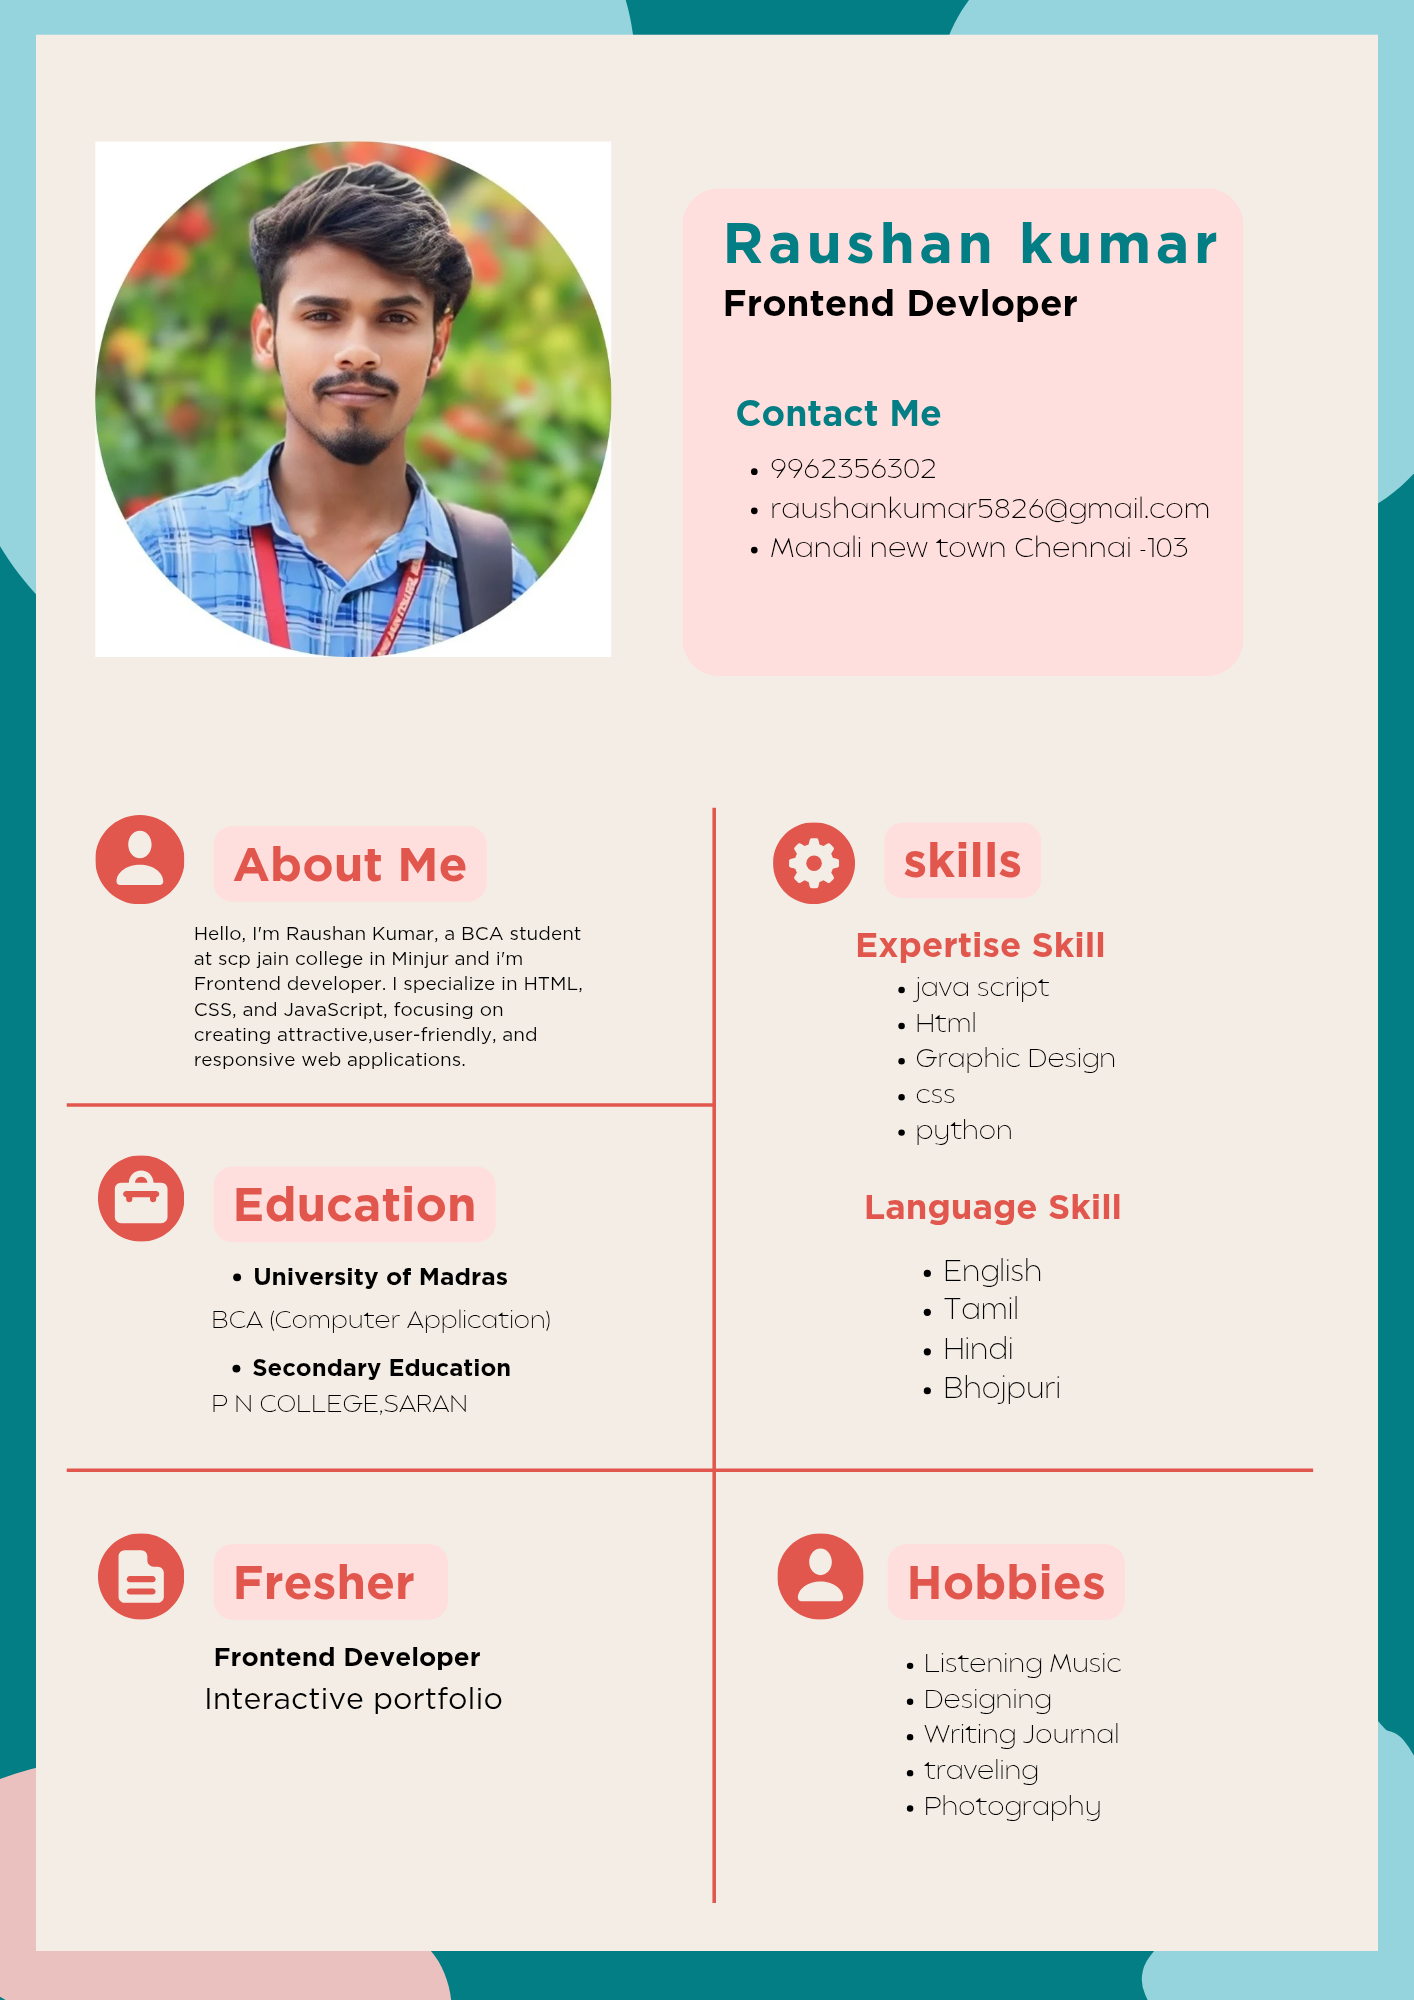 Raushan kumar
Frontend Devloper
Contact Me
9962356302
raushankumar5826@gmail.com
Manali new town Chennai -103
About Me
Hello, I'm Raushan Kumar, a BCA student
at scp jain college in Minjur and i'm
Frontend developer. I specialize in HTML,
CSS, and JavaScript, focusing on
creating attractive,user-friendly, and
responsive web applications.
Education
University of Madras
BCA (Computer Application)
Secondary Education
P N COLLEGE,SARAN
skills
Expertise Skill
java script
Html
Graphic Design
css
python
Language Skill
English
Tamil
Hindi
Bhojpuri
Fresher
Frontend Developer
Interactive portfolio
Hobbies
Listening Music
Designing
Writing Journal
traveling
Photography